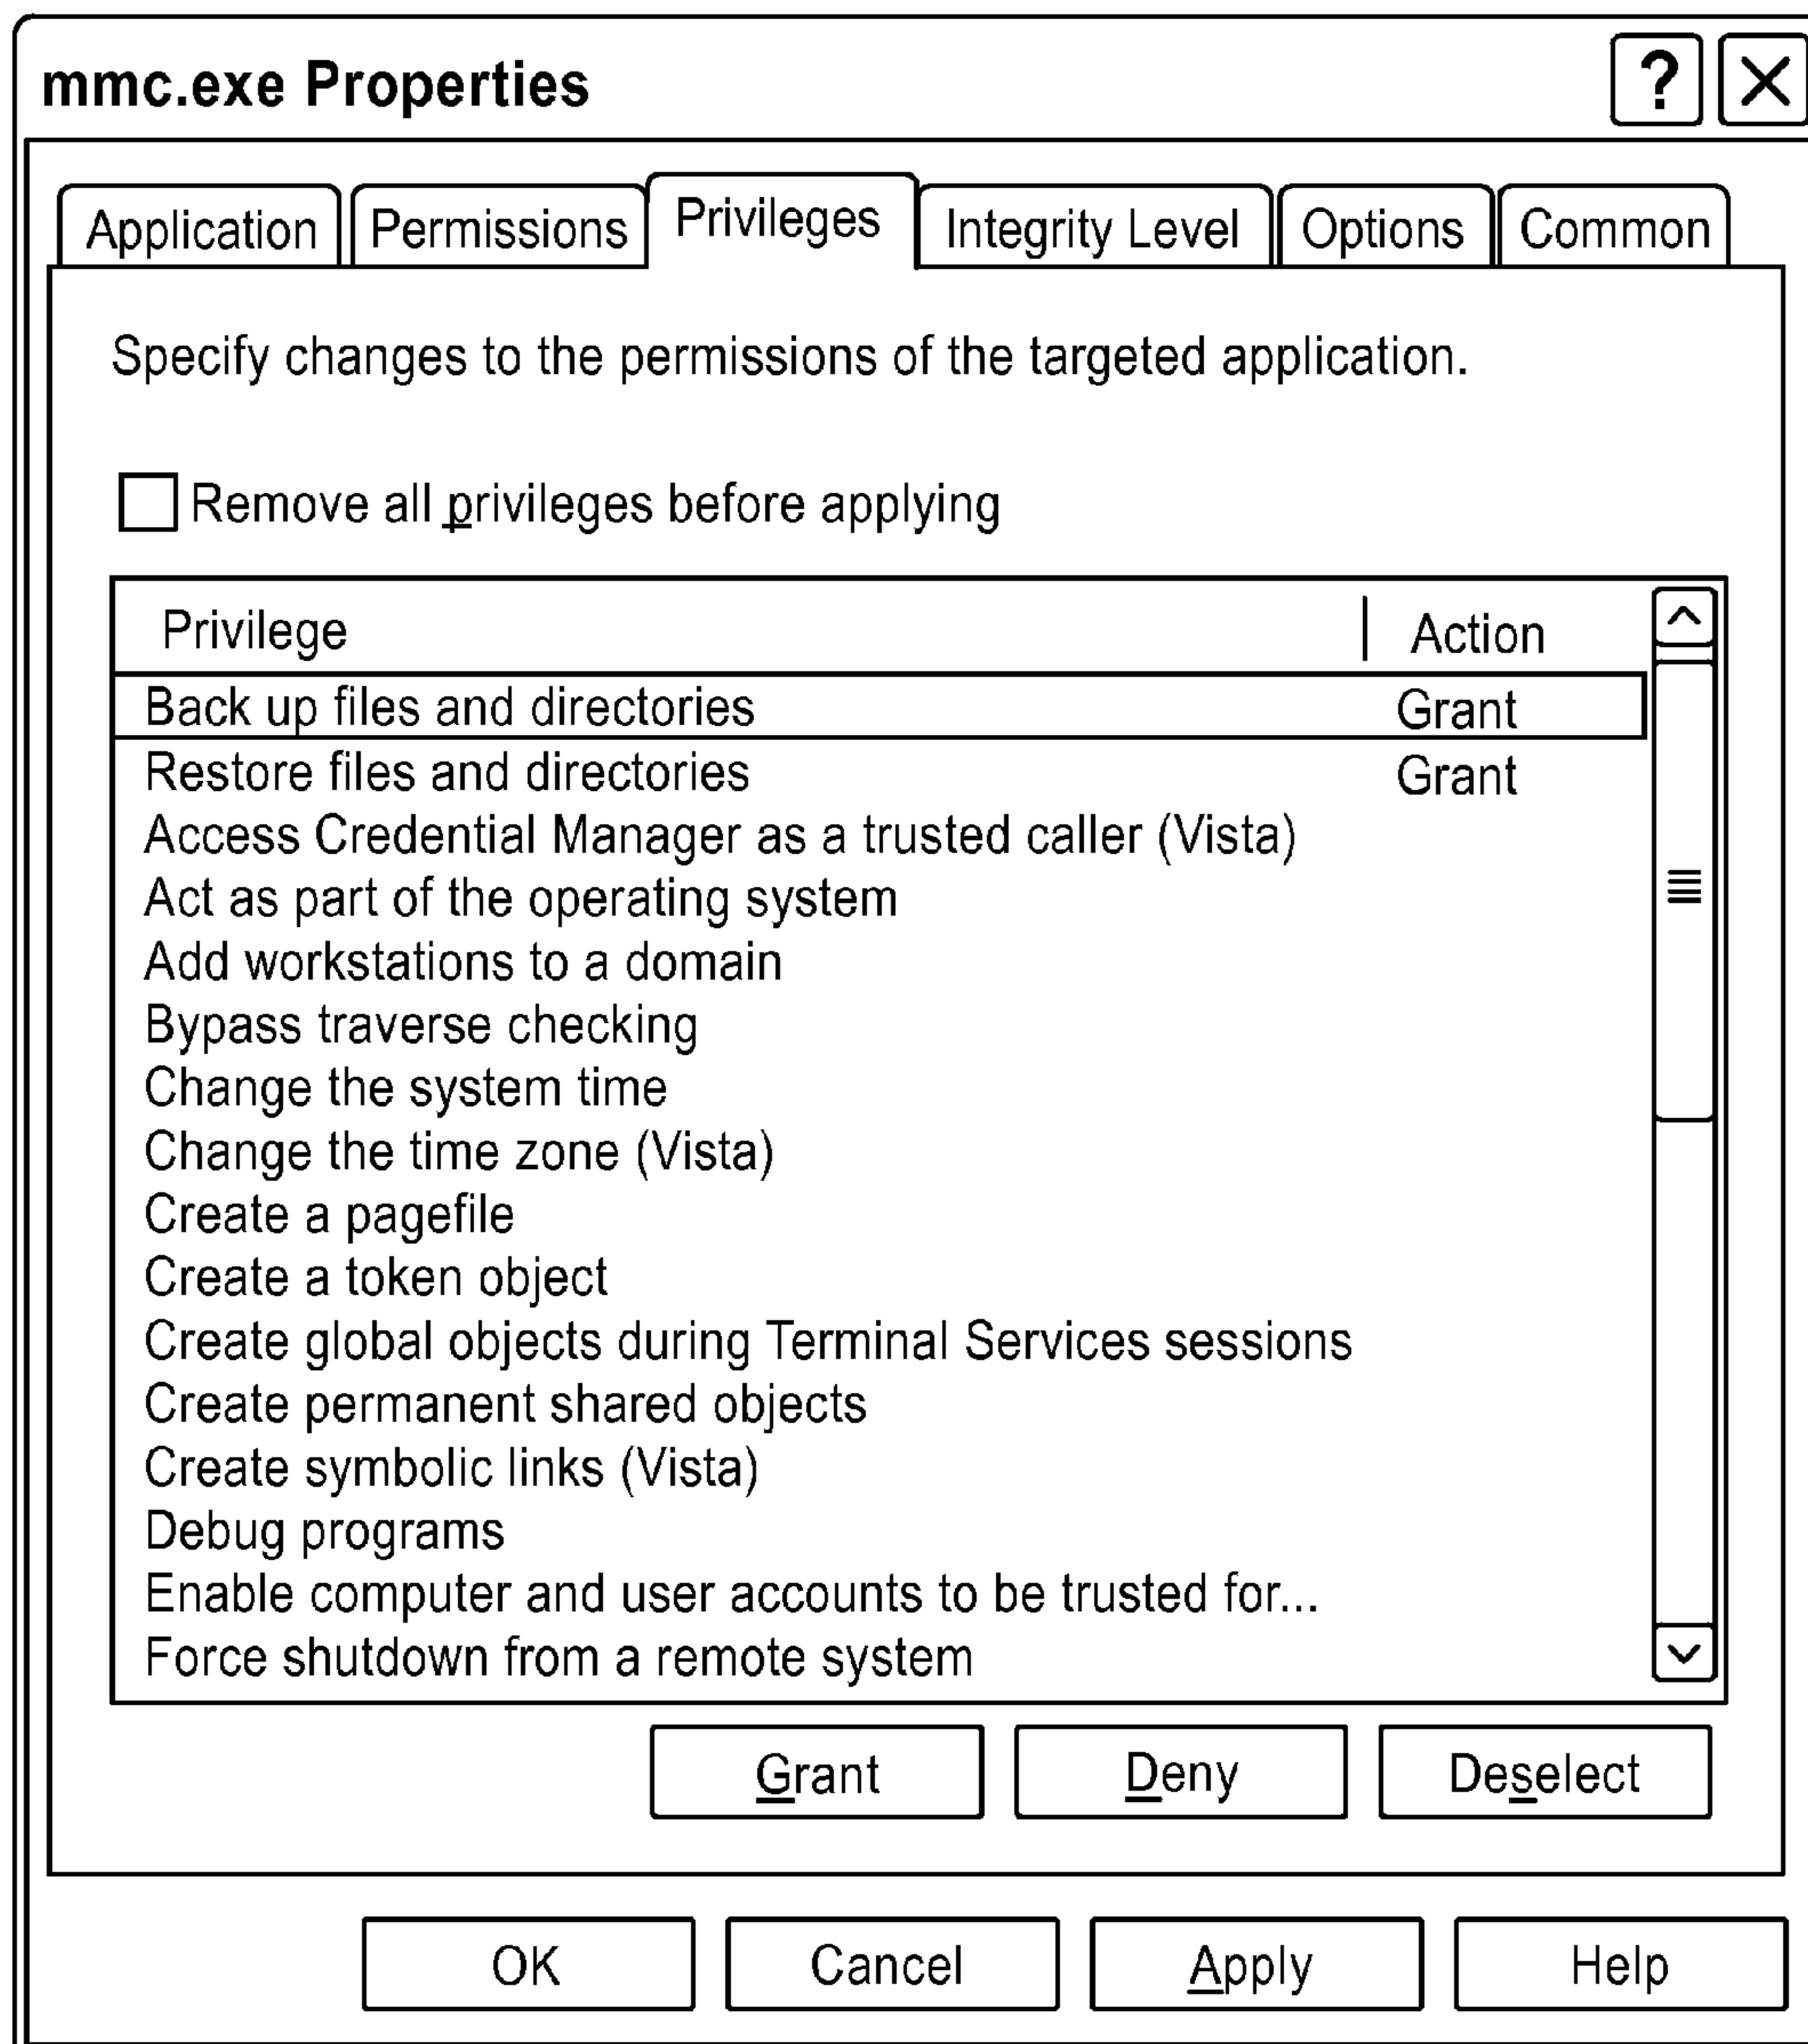 mmc.exe Properties ? X
Application Permissions Privileges Integrity Level Options Common
Specify changes to the permissions of the targeted application.
Remove all privileges before applying
Privilege Action
Back up files and directories Grant
Restore files and directories Grant
Access Credential Manager as a trusted caller (Vista)
Act as part of the operating system
Add workstations to a domain
Bypass traverse checking
Change the system time
Change the time zone (Vista)
Create a pagefile
Create a token object
Create global objects during Terminal Services sessions
Create permanent shared objects
Create symbolic links (Vista)
Debug programs
Enable computer and user accounts to be trusted for...
Force shutdown from a remote system
Grant Deny Deselect
OK Cancel Apply Help